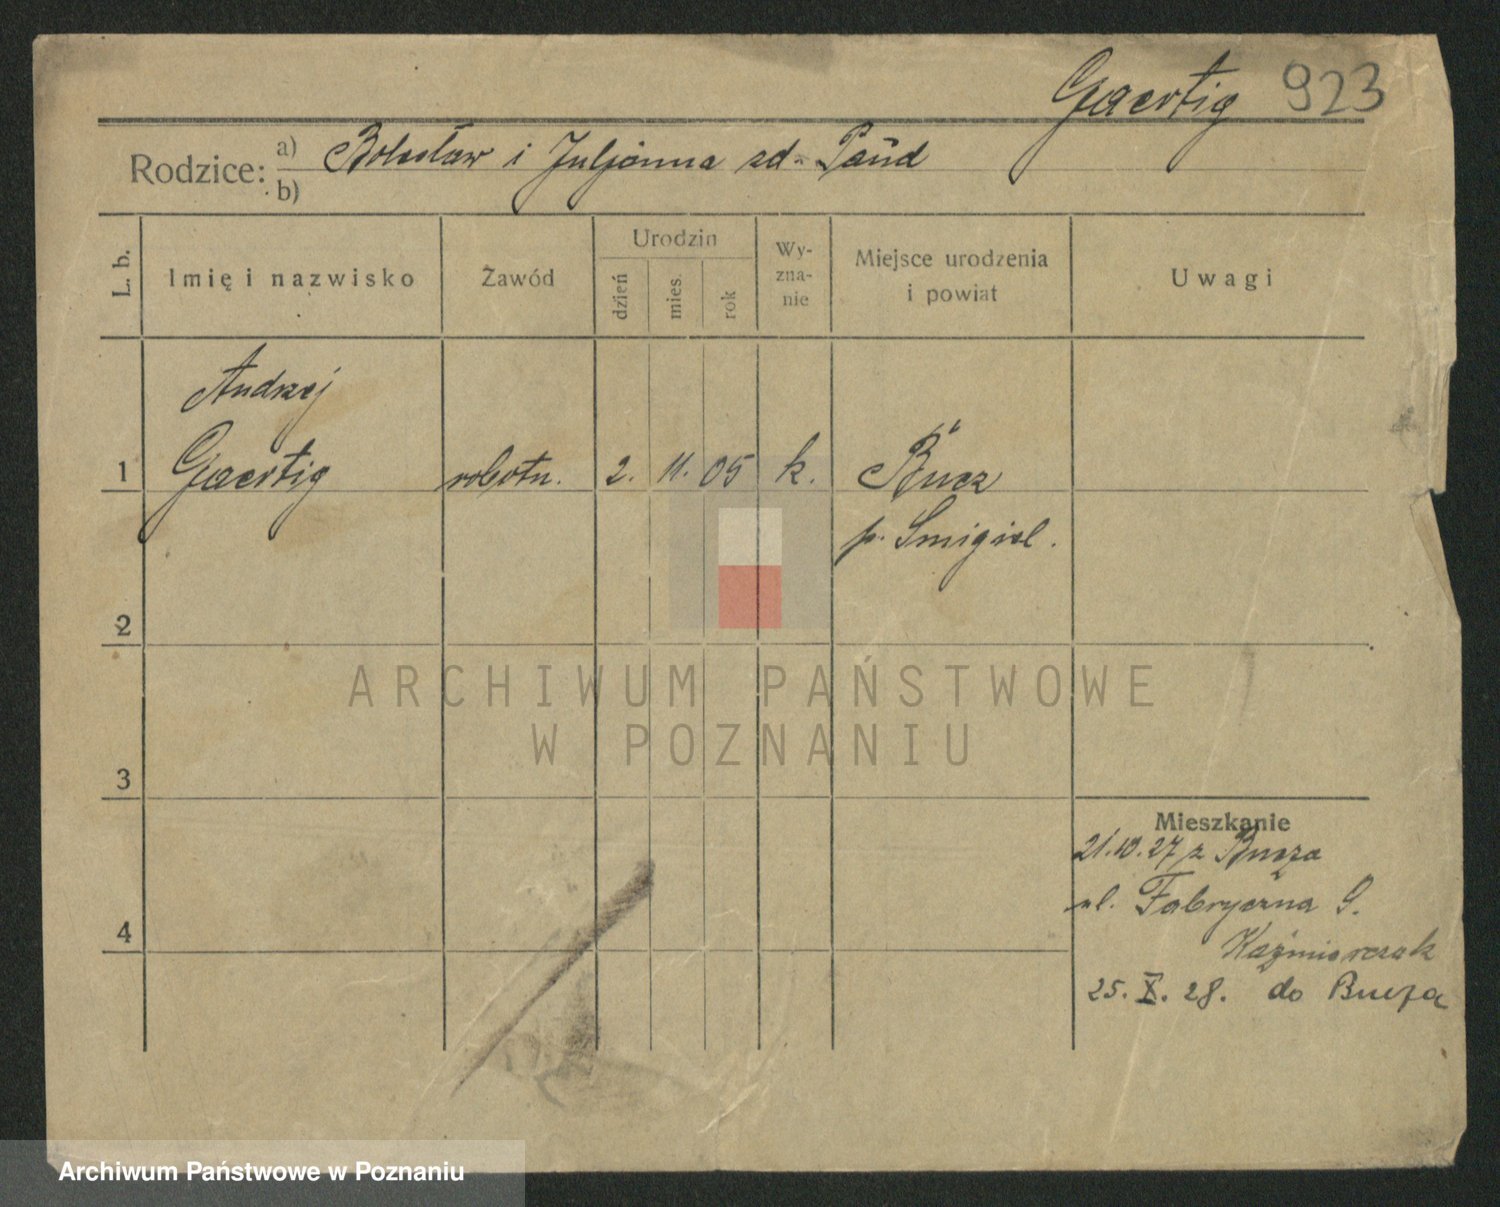 Gaertig 923
Rodzice: a) Bolesław i Juljanna zd.
b)
L. b.
Imię i nazwisko
Zawód
Urodzin
dzień
mies.
rok
Wy-
zna-
nie
Miejsce urodzenia
i powiat
Uwagi
Andrzej
1 Gaertig robotn. 2. 11. 05 k. Bucz
p. Śmigiel.
2
3
4
Mieszkanie
21.10.27 z Bucza
ul. Fabryczna 9.
Kaźmierczak
25. X. 28. do Bucza
ARCHIWUM PAŃSTWOWE
W POZNANIU
Archiwum Państwowe w Poznaniu